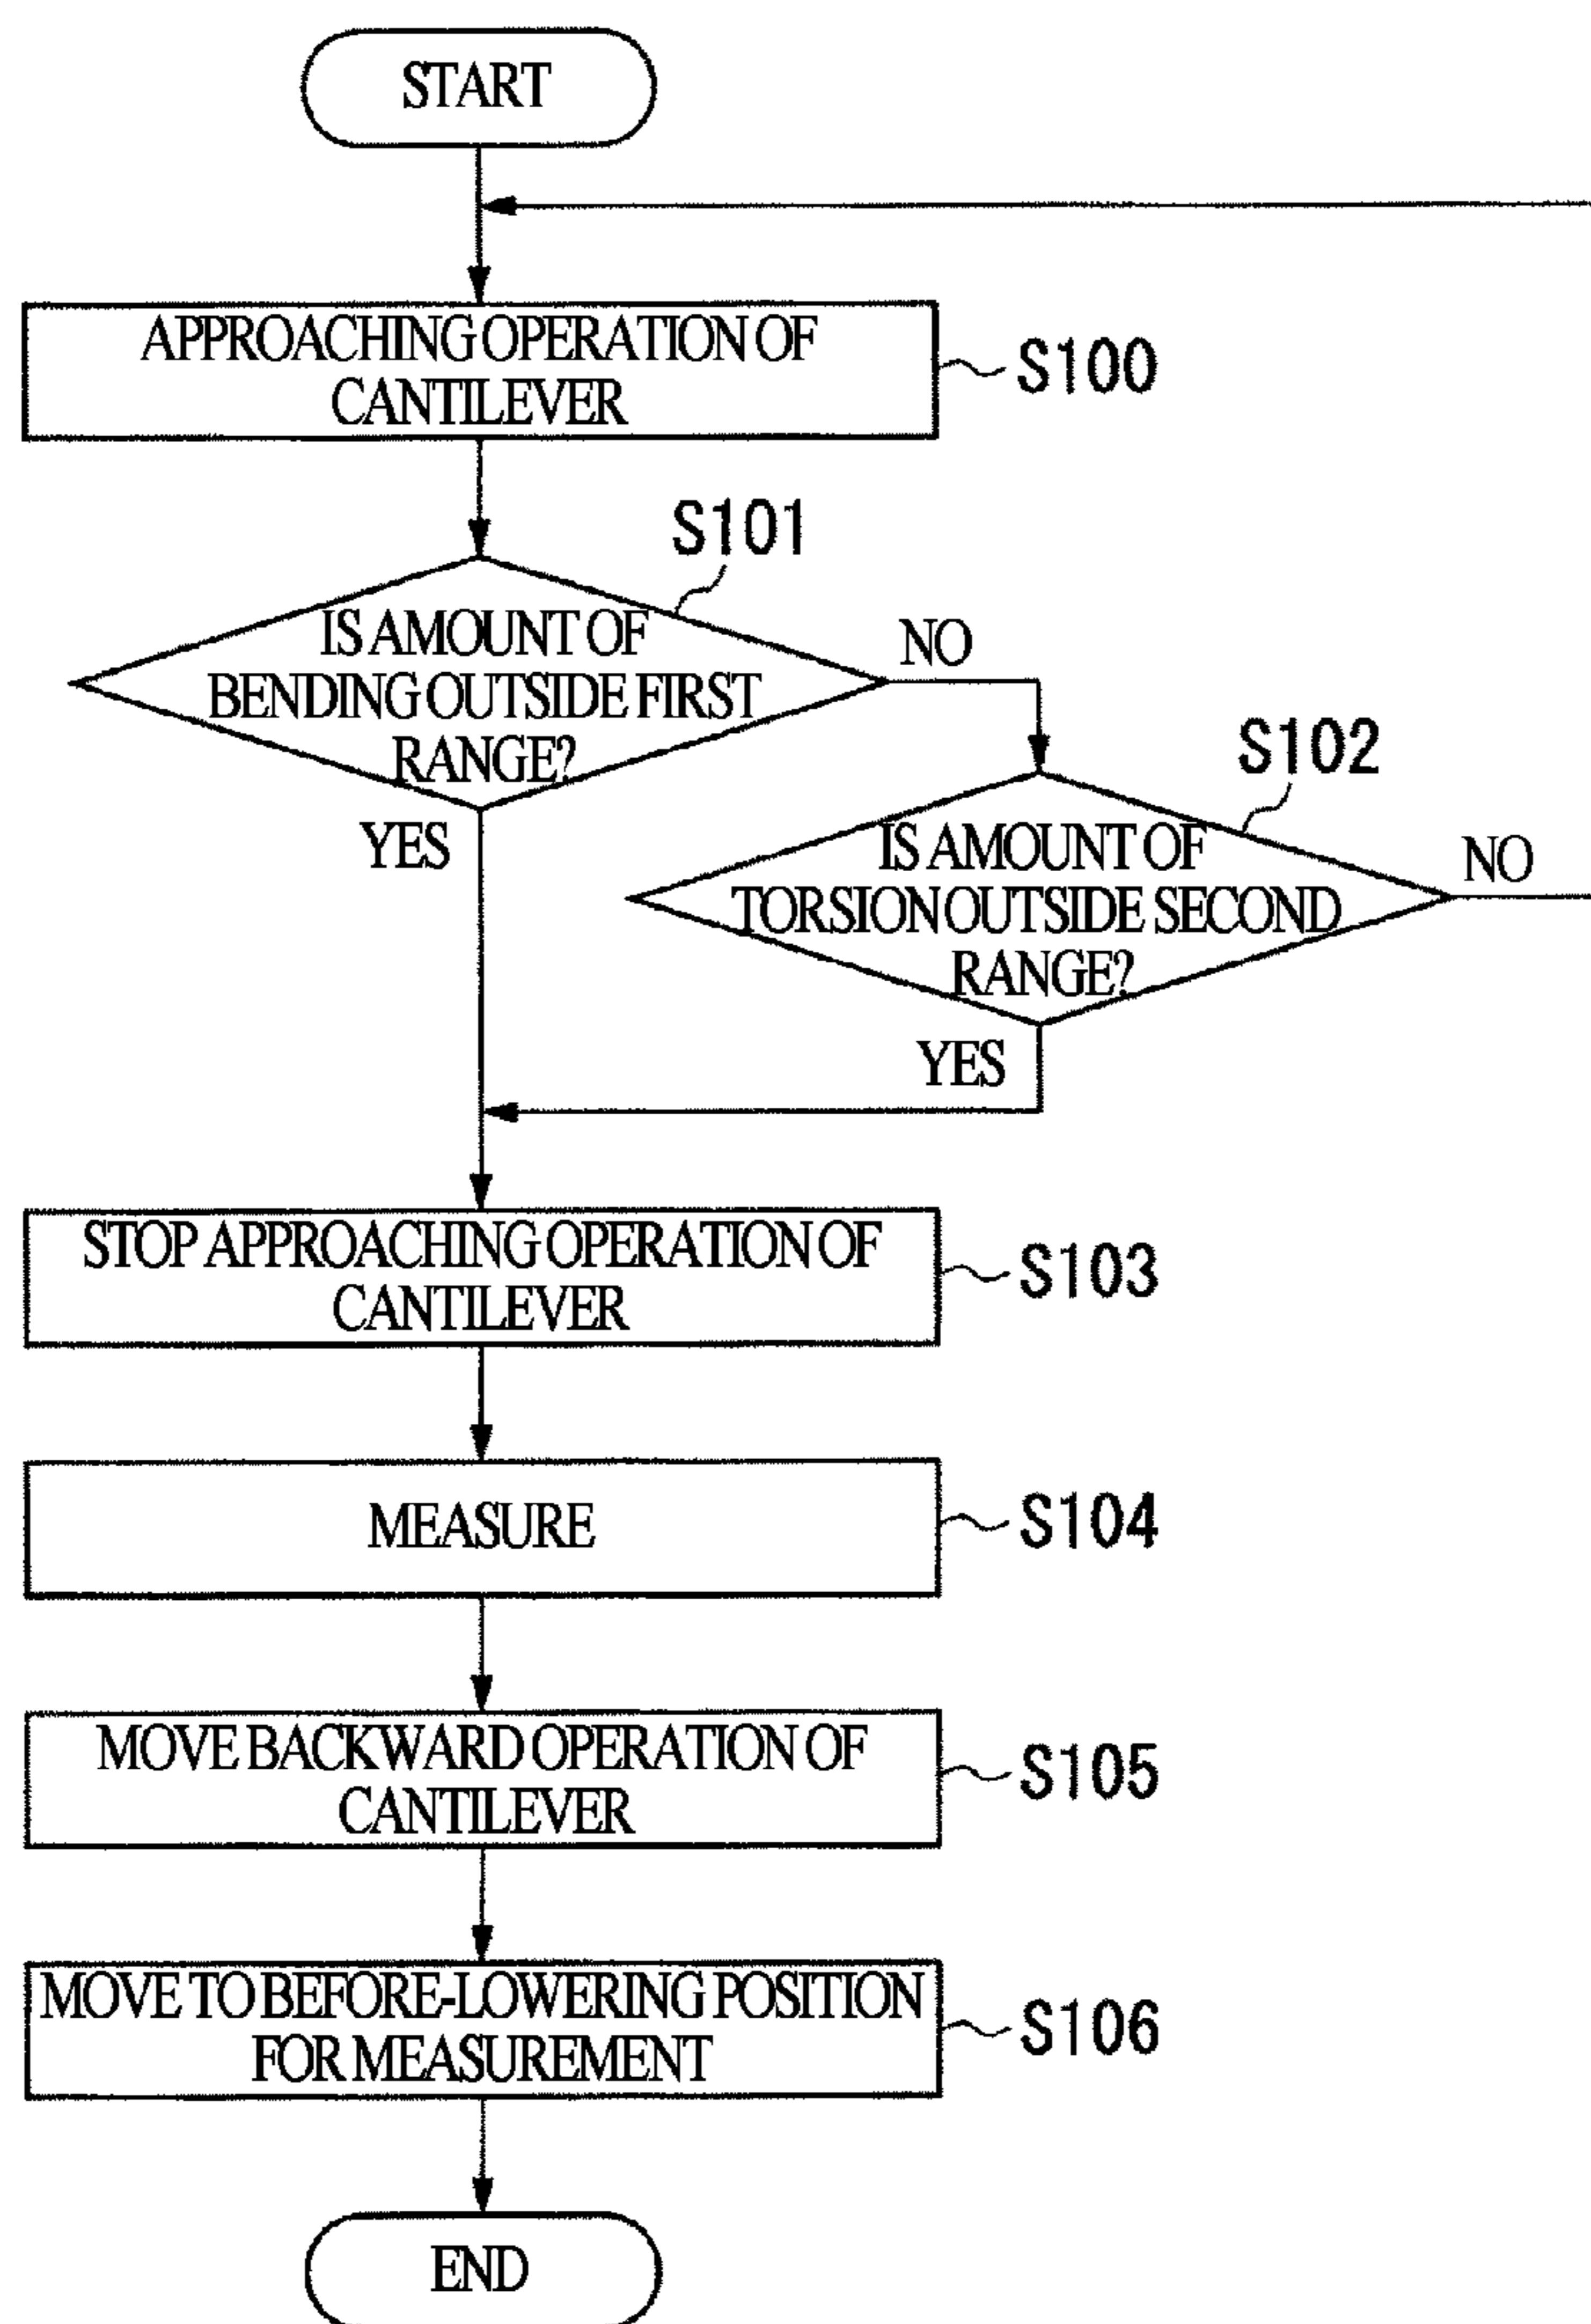 START
APPROACHING OPERATION OF
CANTILEVER
S100
S101
IS AMOUNT OF
BENDING OUTSIDE FIRST
RANGE?
NO
YES
S102
IS AMOUNT OF
TORSION OUTSIDE SECOND
RANGE?
NO
YES
STOP APPROACHING OPERATION OF
CANTILEVER
S103
MEASURE
S104
MOVE BACKWARD OPERATION OF
CANTILEVER
S105
MOVE TO BEFORE-LOWERING POSITION
FOR MEASUREMENT
S106
END